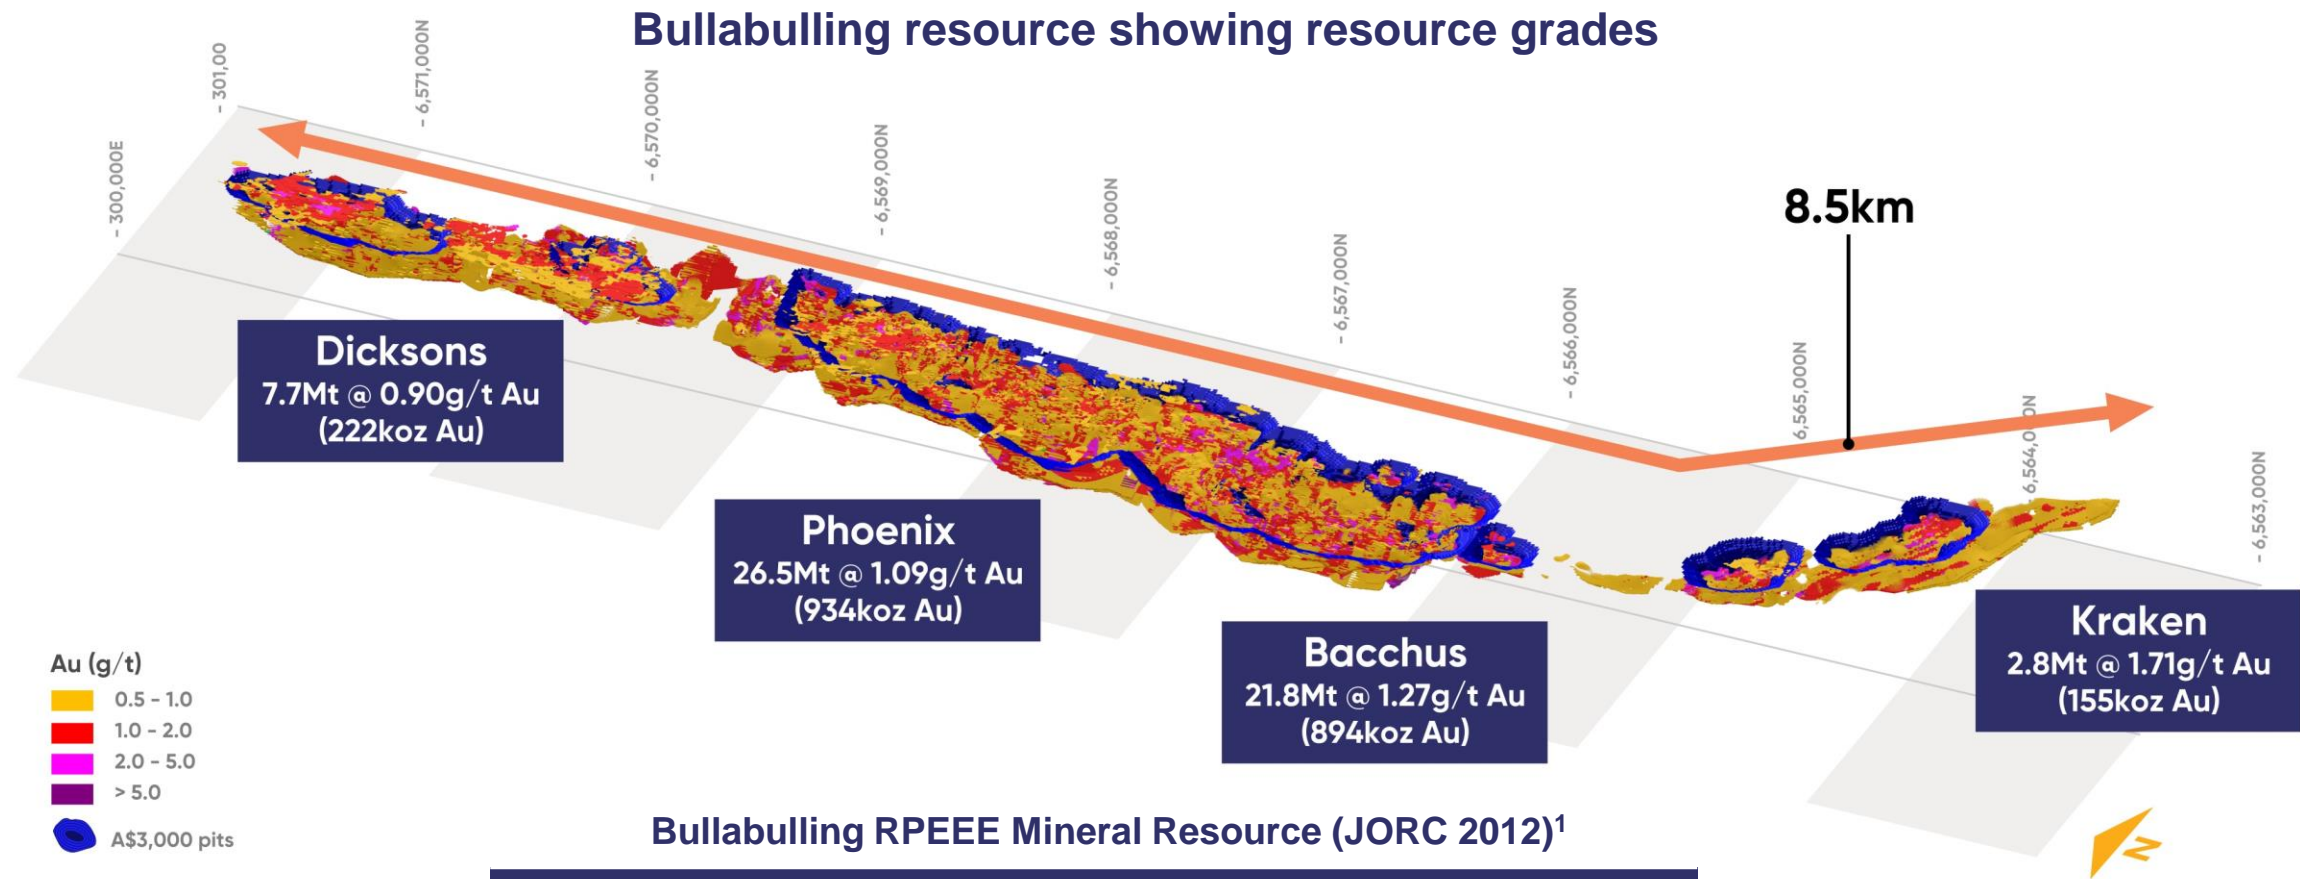 Bullabulling resource showing resource grades
- 301,00
- 6,571,000N
- 6,570,000N
- 6,569,000N
- 6,568,000N
- 6,567,000N
- 6,566,000N
- 6,565,000N
- 6,563,000N
- 300,000E
8.5km
Dicksons
7.7Mt @ 0.90g/t Au
(222koz Au)
Phoenix
26.5Mt @ 1.09g/t Au
(934koz Au)
Bacchus
21.8Mt @ 1.27g/t Au
(894koz Au)
Kraken
2.8Mt @ 1.71g/t Au
(155koz Au)
Au (g/t)
0.5 - 1.0
1.0 - 2.0
2.0 - 5.0
> 5.0
A$3,000 pits
Bullabulling RPEEE Mineral Resource (JORC 2012)¹
N